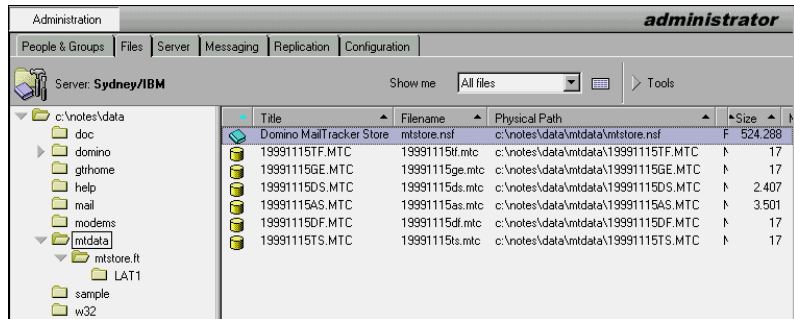 Administration
administrator
People & Groups Files Server Messaging Replication Configuration
Server: Sydney/IBM Show me All files Tools
c:\notes\data
doc
domino
gtrhome
help
mail
modems
mtdata
mtstore.ft
LAT1
sample
w32
Title Filename Physical Path Size
Domino MailTracker Store mtstore.nsf c:\notes\data\mtdata\mtstore.nsf F 524.288
19991115TF.MTC 19991115tf.mtc c:\notes\data\mtdata\19991115TF.MTC 17
19991115GE.MTC 19991115ge.mtc c:\notes\data\mtdata\19991115GE.MTC 17
19991115DS.MTC 19991115ds.mtc c:\notes\data\mtdata\19991115DS.MTC 2.407
19991115AS.MTC 19991115as.mtc c:\notes\data\mtdata\19991115AS.MTC 3.501
19991115DF.MTC 19991115df.mtc c:\notes\data\mtdata\19991115DF.MTC 17
19991115TS.MTC 19991115ts.mtc c:\notes\data\mtdata\19991115TS.MTC 17